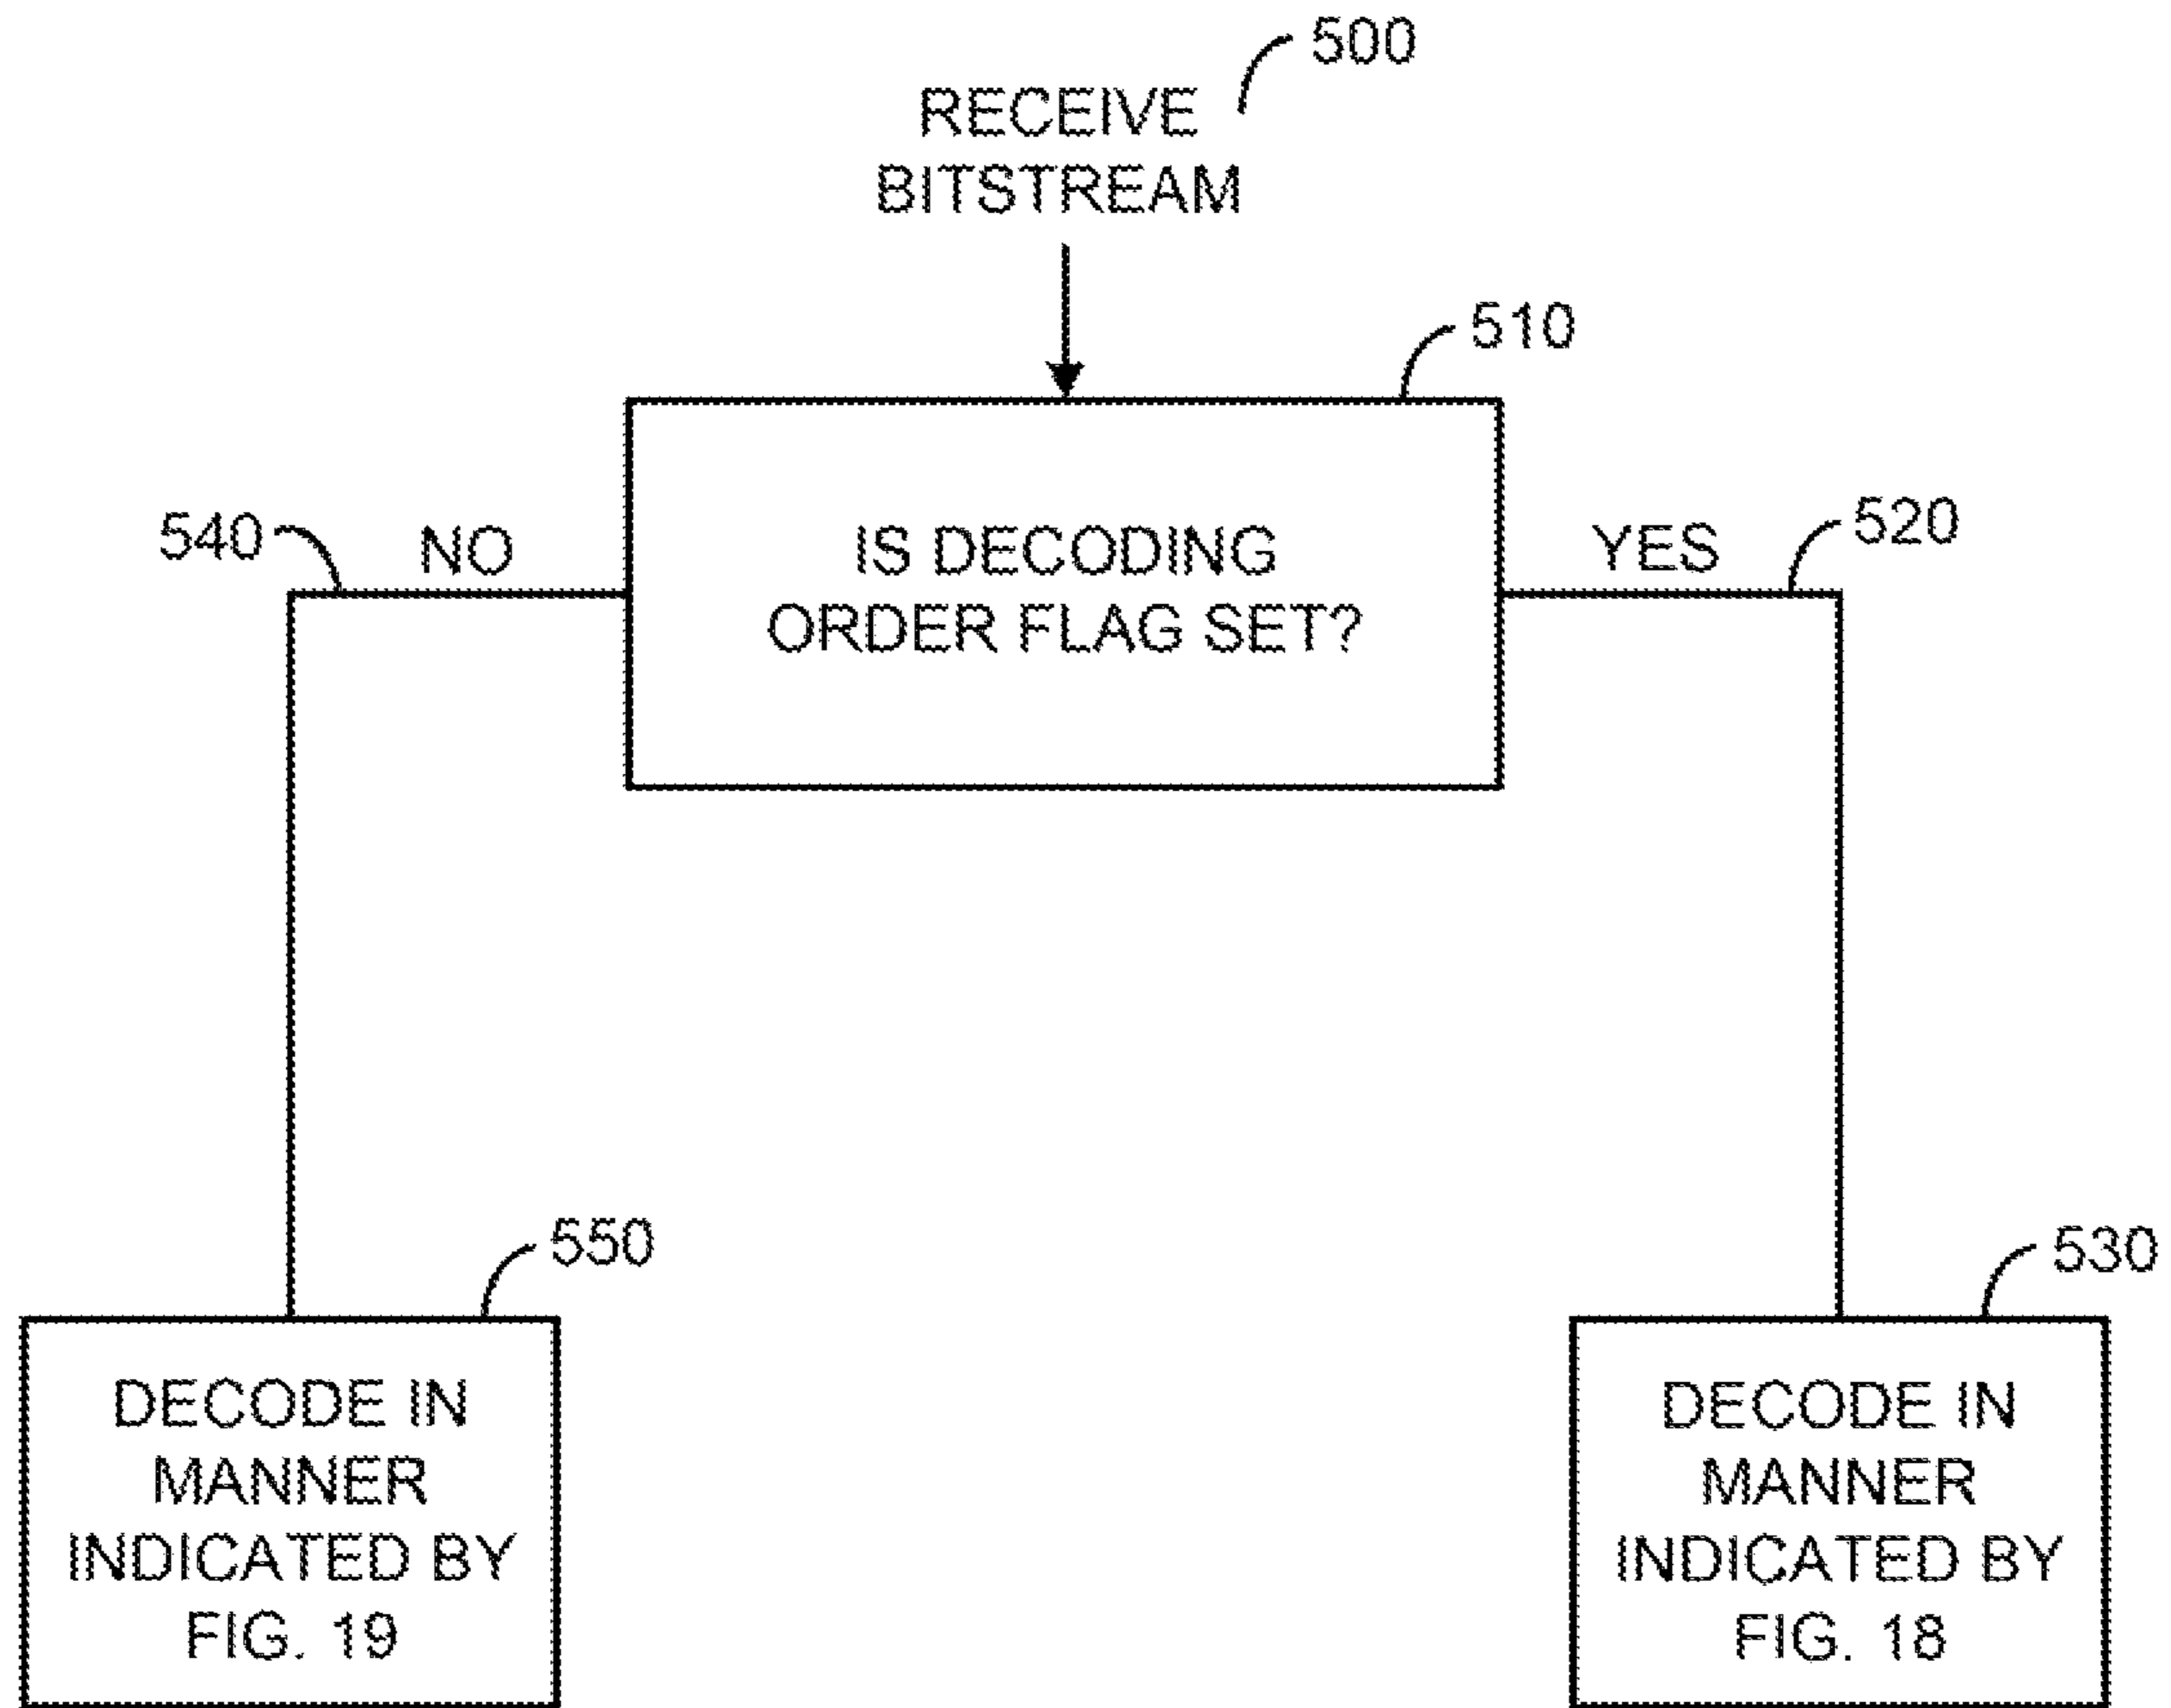 500
RECEIVE
BITSTREAM
510
IS DECODING
ORDER FLAG SET?
540
NO
YES
520
550
DECODE IN
MANNER
INDICATED BY
FIG. 19
530
DECODE IN
MANNER
INDICATED BY
FIG. 18